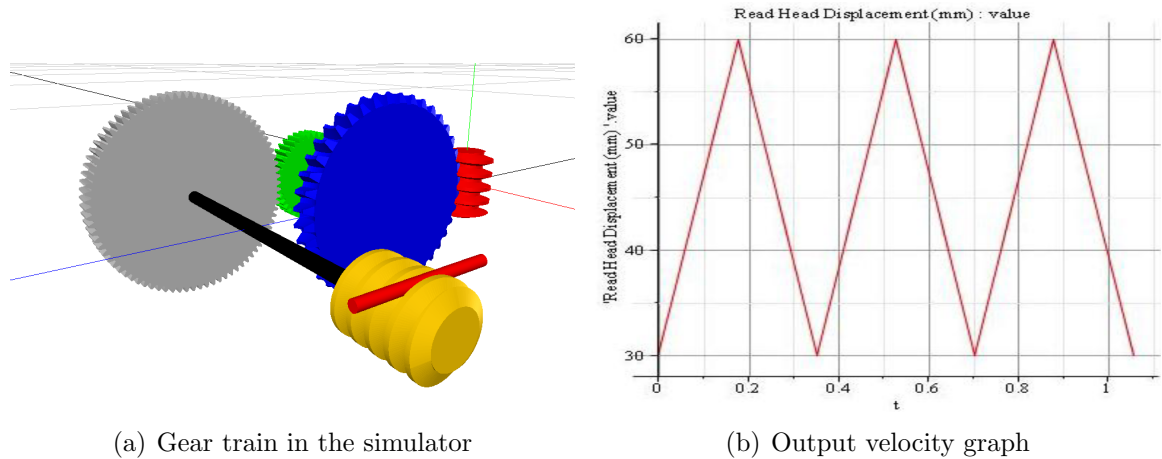 Read Head Displacement (mm) : value
'Read Head Displacement (mm)'.value
60
50
40
30
0
0.2
0.4
0.6
0.8
1
t
(a) Gear train in the simulator
(b) Output velocity graph